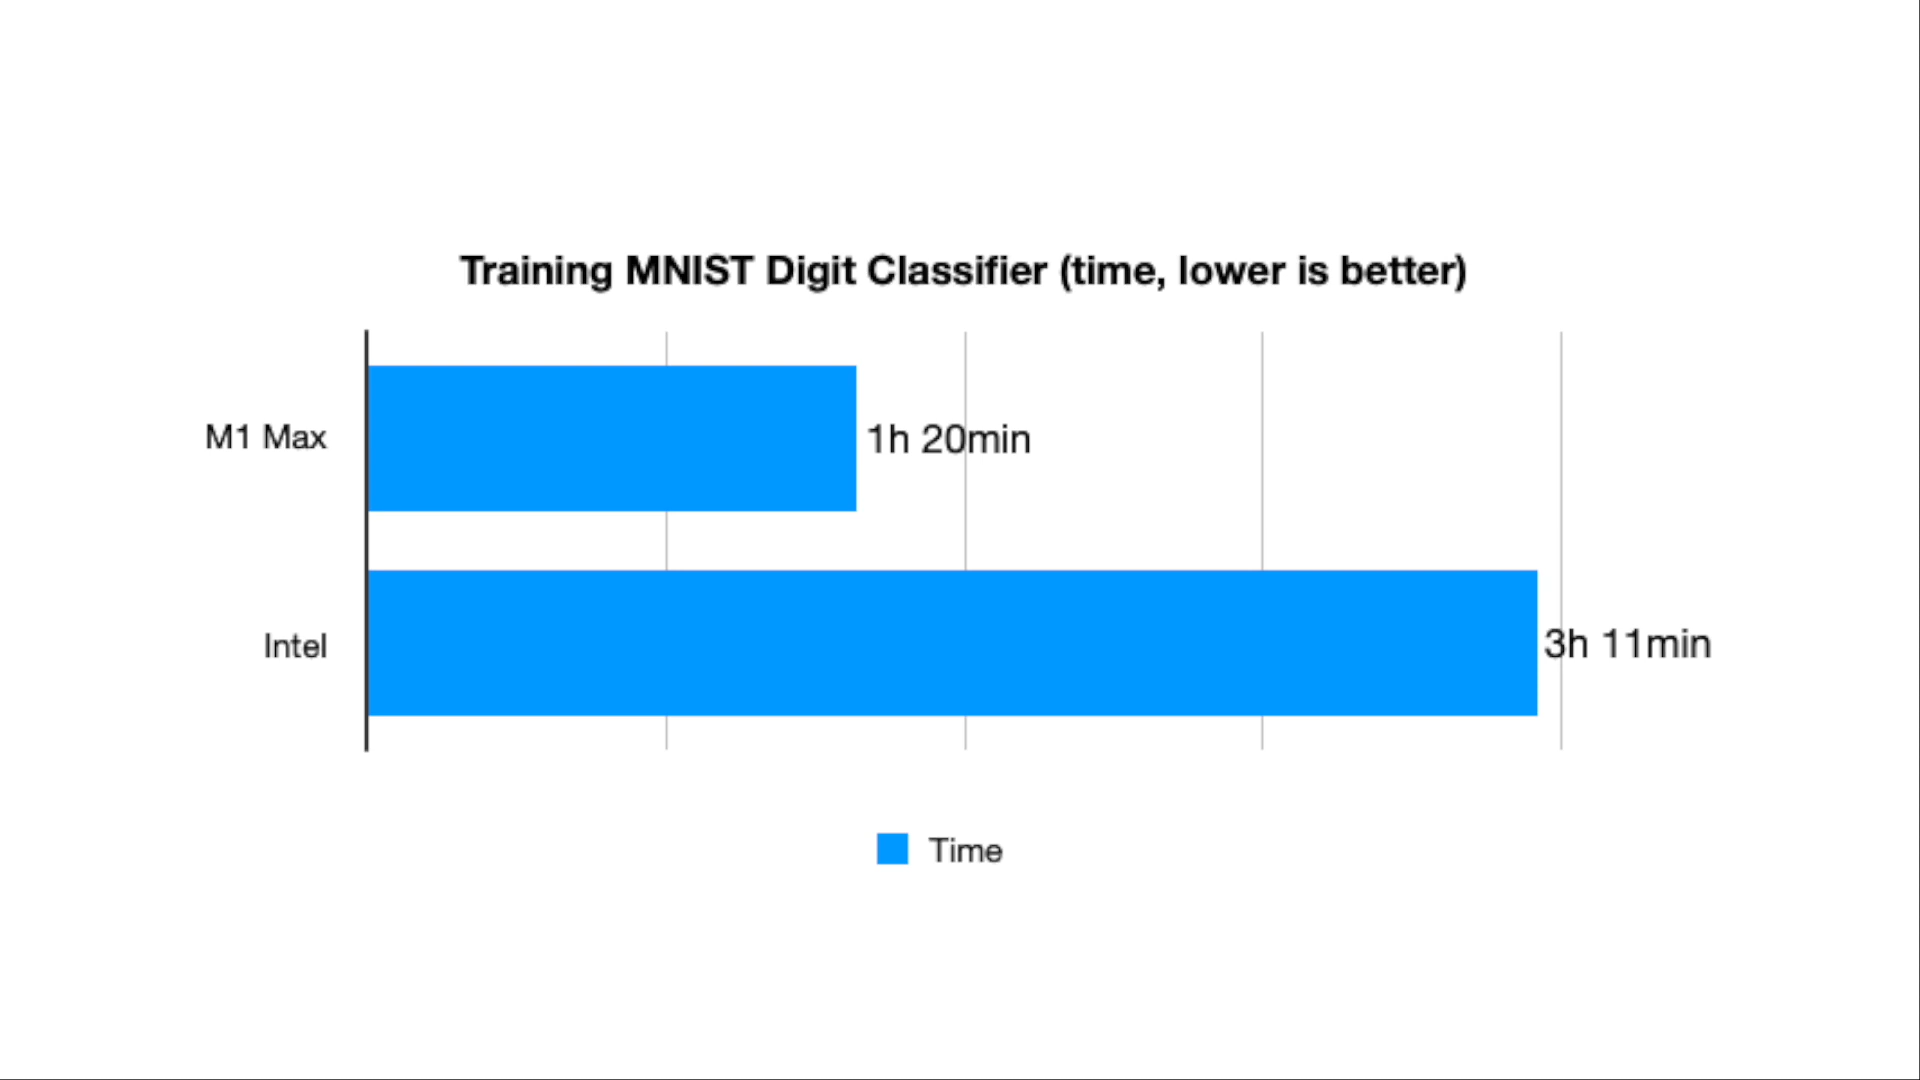 Training MNIST Digit Classifier (time, lower is better)
M1 Max
1h 20min
Intel
3h 11min
Time